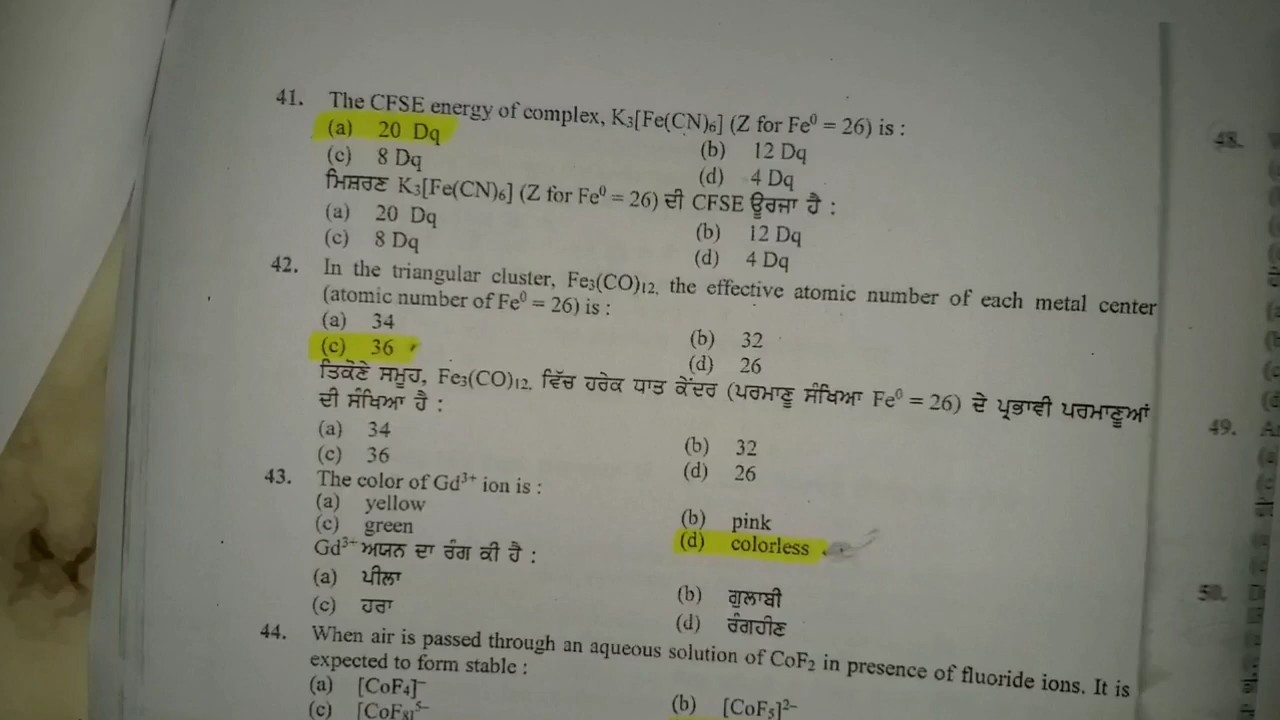 41. The CFSE energy of complex, K₃[Fe(CN)₆] (Z for Fe⁰ = 26) is :
(a) 20 Dq (b) 12 Dq
(c) 8 Dq (d) 4 Dq
ਮਿਸ਼ਰਣ K₃[Fe(CN)₆] (Z for Fe⁰ = 26) ਦੀ CFSE ਊਰਜਾ ਹੈ :
(a) 20 Dq (b) 12 Dq
(c) 8 Dq (d) 4 Dq
42. In the triangular cluster, Fe₃(CO)₁₂, the effective atomic number of each metal center
(atomic number of Fe⁰ = 26) is :
(a) 34 (b) 32
(c) 36 (d) 26
ਤਿਕੋਣੇ ਸਮੂਹ, Fe₃(CO)₁₂, ਵਿੱਚ ਹਰੇਕ ਧਾਤ ਕੇਂਦਰ (ਪਰਮਾਣੂ ਸੰਖਿਆ Fe⁰ = 26) ਦੇ ਪ੍ਰਭਾਵੀ ਪਰਮਾਣੂਆਂ
ਦੀ ਸੰਖਿਆ ਹੈ :
(a) 34 (b) 32
(c) 36 (d) 26
43. The color of Gd³⁺ ion is :
(a) yellow (b) pink
(c) green (d) colorless
Gd³⁺ ਅਯਨ ਦਾ ਰੰਗ ਕੀ ਹੈ :
(a) ਪੀਲਾ (b) ਗੁਲਾਬੀ
(c) ਹਰਾ (d) ਰੰਗਹੀਣ
44. When air is passed through an aqueous solution of CoF₂ in presence of fluoride ions. It is
expected to form stable :
(a) [CoF₄]⁻ (b) [CoF₅]²⁻
(c) [CoF₈]⁵⁻
48.
49.
50.